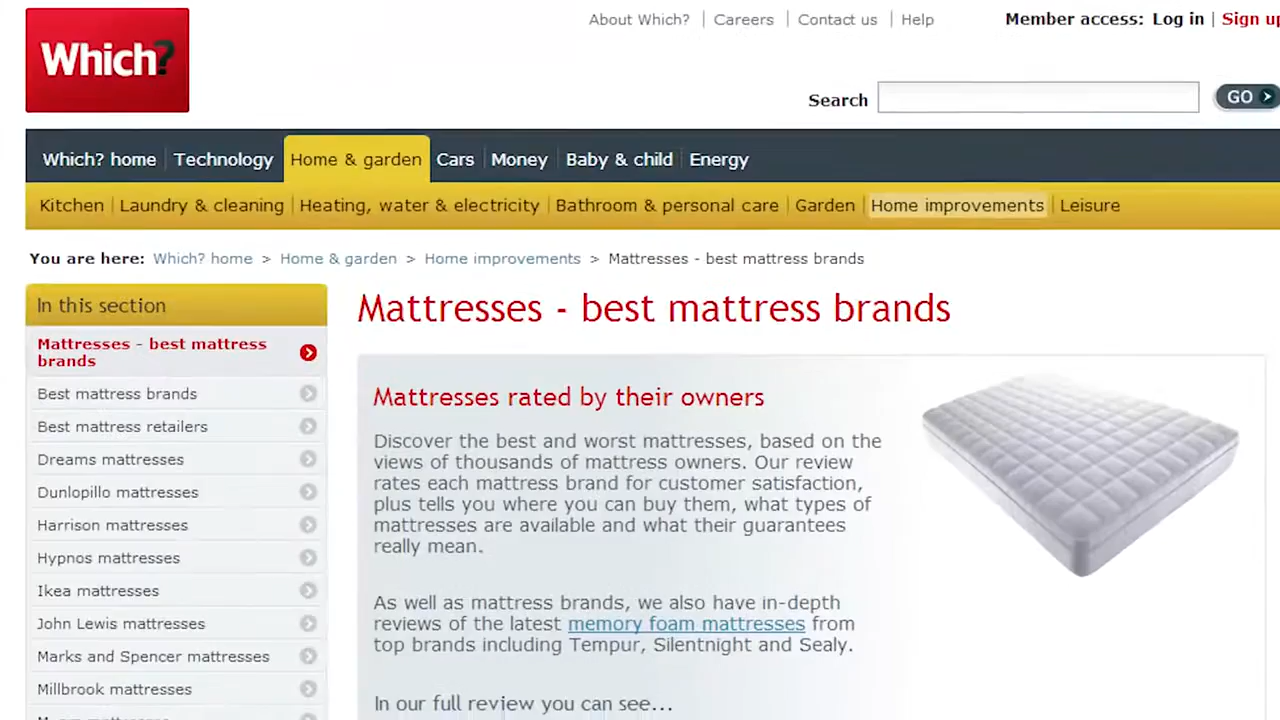 Which?
About Which? | Careers | Contact us | Help
Member access: Log in | Sign up
Search
GO
Which? home | Technology Home & garden Cars | Money | Baby & child | Energy
Kitchen | Laundry & cleaning | Heating, water & electricity | Bathroom & personal care | Garden | Home improvements | Leisure
You are here: Which? home > Home & garden > Home improvements > Mattresses - best mattress brands
In this section
Mattresses - best mattress
brands
Best mattress brands
Best mattress retailers
Dreams mattresses
Dunlopillo mattresses
Harrison mattresses
Hypnos mattresses
Ikea mattresses
John Lewis mattresses
Marks and Spencer mattresses
Millbrook mattresses
Mattresses - best mattress brands
Mattresses rated by their owners
Discover the best and worst mattresses, based on the
views of thousands of mattress owners. Our review
rates each mattress brand for customer satisfaction,
plus tells you where you can buy them, what types of
mattresses are available and what their guarantees
really mean.
As well as mattress brands, we also have in-depth
reviews of the latest memory foam mattresses from
top brands including Tempur, Silentnight and Sealy.
In our full review you can see...